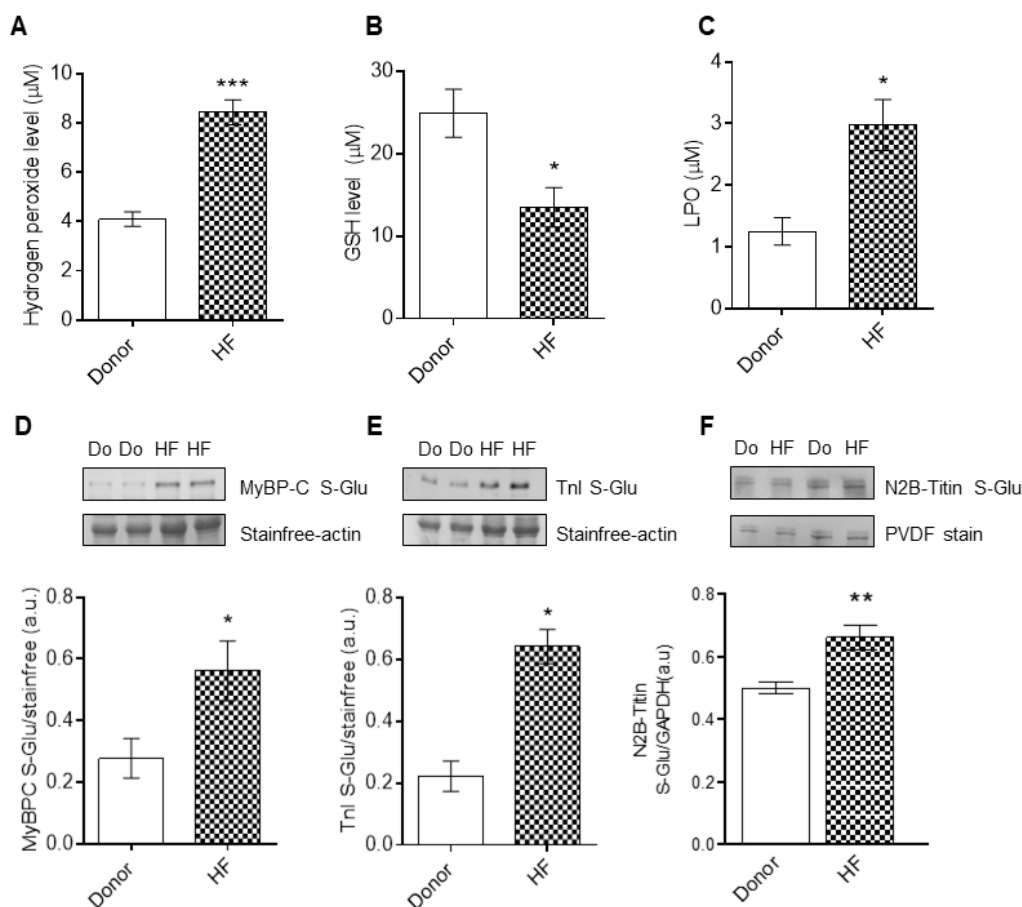 A
Hydrogen peroxide level (μM)
10
8
6
4
2
0
***
Donor
HF
B
GSH level (μM)
30
20
10
0
*
Donor
HF
C
LPO (μM)
4
3
2
1
0
*
Donor
HF
D
Do Do HF HF
MyBP-C S-Glu
Stainfree-actin
MyBPC S-Glu/stainfree (a.u.)
0.8
0.6
0.4
0.2
0.0
*
Donor
HF
E
Do Do HF HF
TnI S-Glu
Stainfree-actin
TnI S-Glu/stainfree (a.u.)
0.8
0.6
0.4
0.2
0.0
*
Donor
HF
F
Do HF Do HF
N2B-Titin S-Glu
PVDF stain
N2B-Titin
S-Glu/GAPDH(a.u)
0.8
0.6
0.4
0.2
0.0
**
Donor
HF